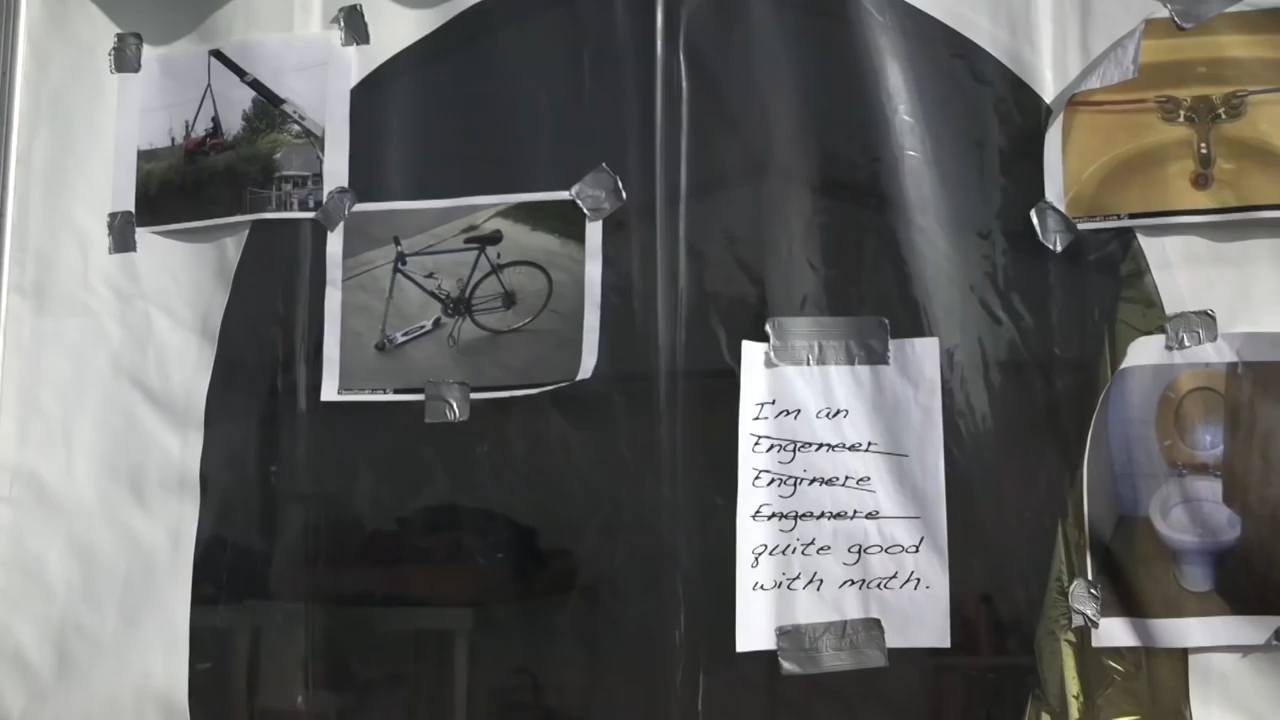 I'm an
Engeneer
Enginere
Engenere
quite good
with math.